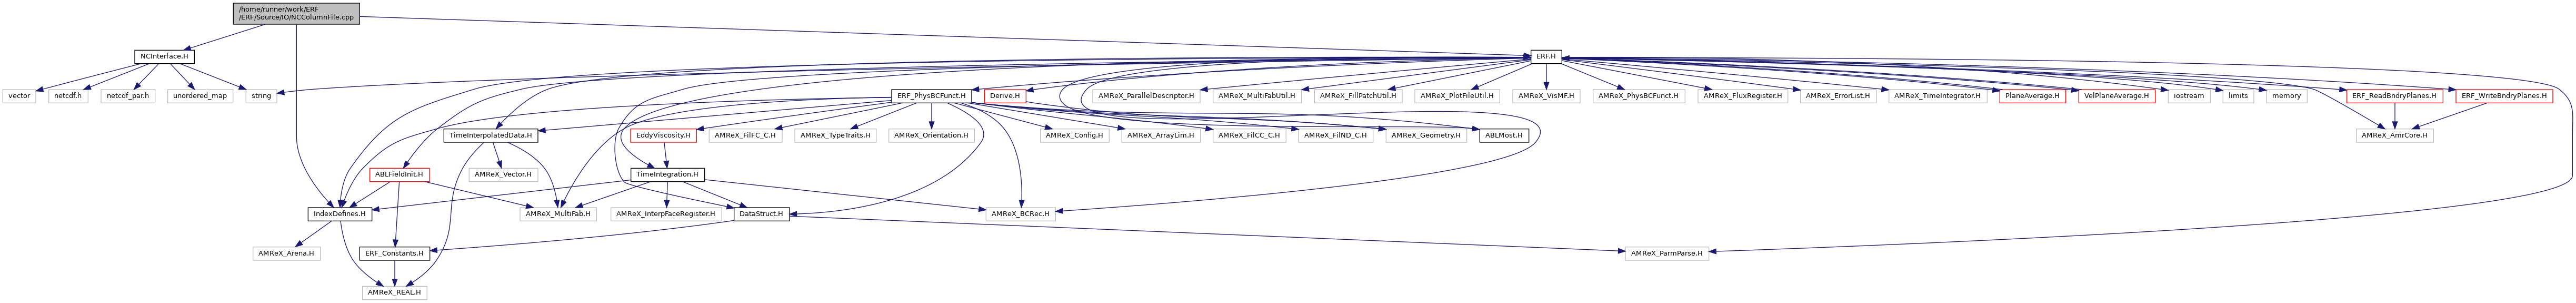 /home/runner/work/ERF
/ERF/Source/IO/NCColumnFile.cpp
NCInterface.H
ERF.H
vector
netcdf.h
netcdf_par.h
unordered_map
string
ERF_PhysBCFunct.H
Derive.H
AMReX_ParallelDescriptor.H
AMReX_MultiFabUtil.H
AMReX_FillPatchUtil.H
AMReX_PlotFileUtil.H
AMReX_VisMF.H
AMReX_PhysBCFunct.H
AMReX_FluxRegister.H
AMReX_ErrorList.H
AMReX_TimeIntegrator.H
PlaneAverage.H
VelPlaneAverage.H
iostream
limits
memory
ERF_ReadBndryPlanes.H
ERF_WriteBndryPlanes.H
TimeInterpolatedData.H
EddyViscosity.H
AMReX_FilFC_C.H
AMReX_TypeTraits.H
AMReX_Orientation.H
AMReX_Config.H
AMReX_ArrayLim.H
AMReX_FilCC_C.H
AMReX_FilND_C.H
AMReX_Geometry.H
ABLMost.H
AMReX_AmrCore.H
ABLFieldInit.H
AMReX_Vector.H
TimeIntegration.H
IndexDefines.H
AMReX_MultiFab.H
AMReX_InterpFaceRegister.H
DataStruct.H
AMReX_BCRec.H
AMReX_Arena.H
ERF_Constants.H
AMReX_ParmParse.H
AMReX_REAL.H